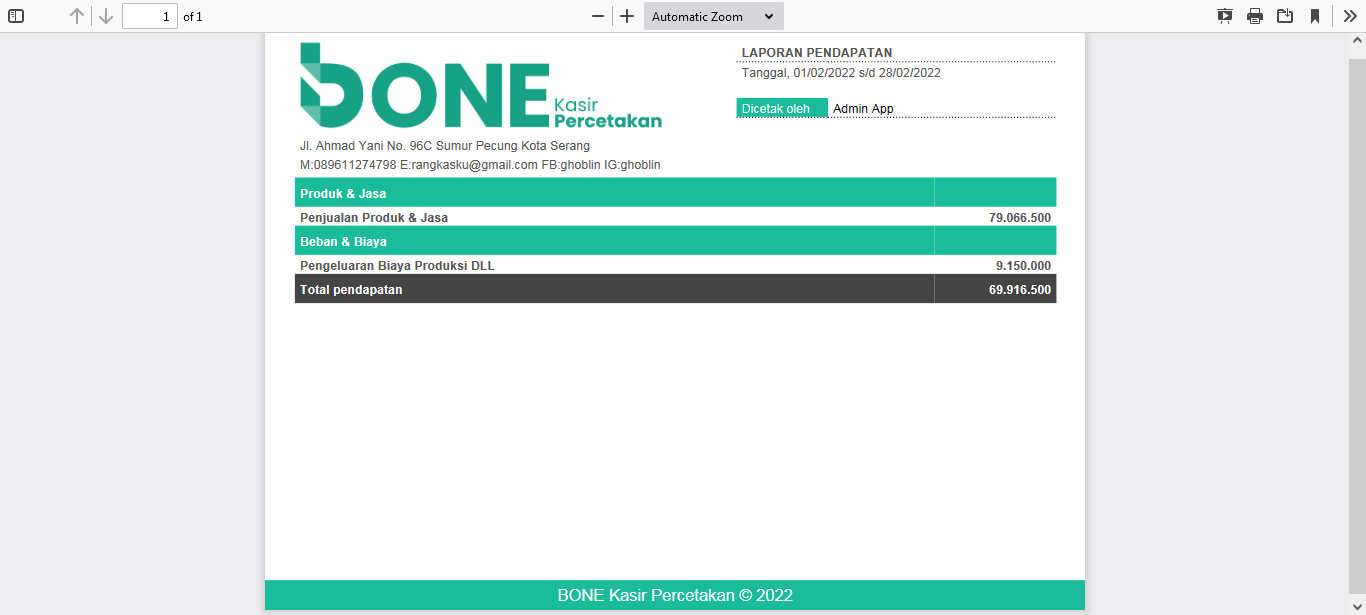 1 of 1
Automatic Zoom
bONE Kasir
Percetakan
LAPORAN PENDAPATAN
Tanggal, 01/02/2022 s/d 28/02/2022
Dicetak oleh Admin App
Jl. Ahmad Yani No. 96C Sumur Pecung Kota Serang
M:089611274798 E:rangkasku@gmail.com FB:ghoblin IG:ghoblin
Produk & Jasa
Penjualan Produk & Jasa 79.066.500
Beban & Biaya
Pengeluaran Biaya Produksi DLL 9.150.000
Total pendapatan 69.916.500
BONE Kasir Percetakan © 2022